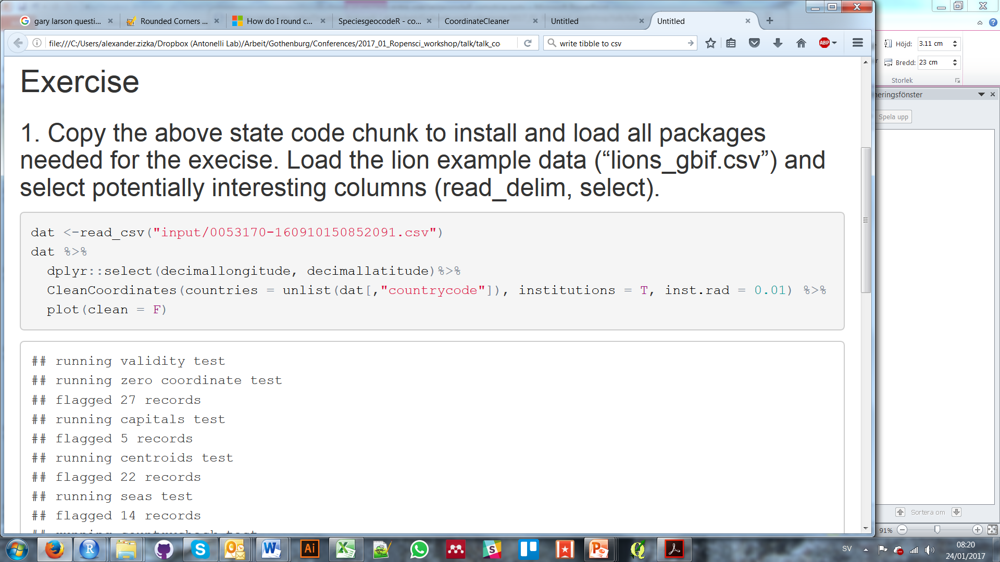 gary larson questi...
Rounded Corners ...
How do I round c...
SpeciesgeocodeR - co...
CoordinateCleaner
Untitled
Untitled
file:///C:/Users/alexander.zizka/Dropbox (Antonelli Lab)/Arbeit/Gothenburg/Conferences/2017_01_Ropensci_workshop/talk/talk_co
write tibble to csv
ABP
Höjd: 3.11 cm
Bredd: 23 cm
Storlek
neringsfönster
Spela upp
Exercise
1. Copy the above state code chunk to install and load all packages
needed for the execise. Load the lion example data (“lions_gbif.csv”) and
select potentially interesting columns (read_delim, select).
dat <-read_csv("input/0053170-160910150852091.csv")
dat %>%
  dplyr::select(decimallongitude, decimallatitude)%>%
  CleanCoordinates(countries = unlist(dat[,"countrycode"]), institutions = T, inst.rad = 0.01) %>%
  plot(clean = F)
## running validity test
## running zero coordinate test
## flagged 27 records
## running capitals test
## flagged 5 records
## running centroids test
## flagged 22 records
## running seas test
## flagged 14 records
Sortera om
91%
SV
08:20
24/01/2017